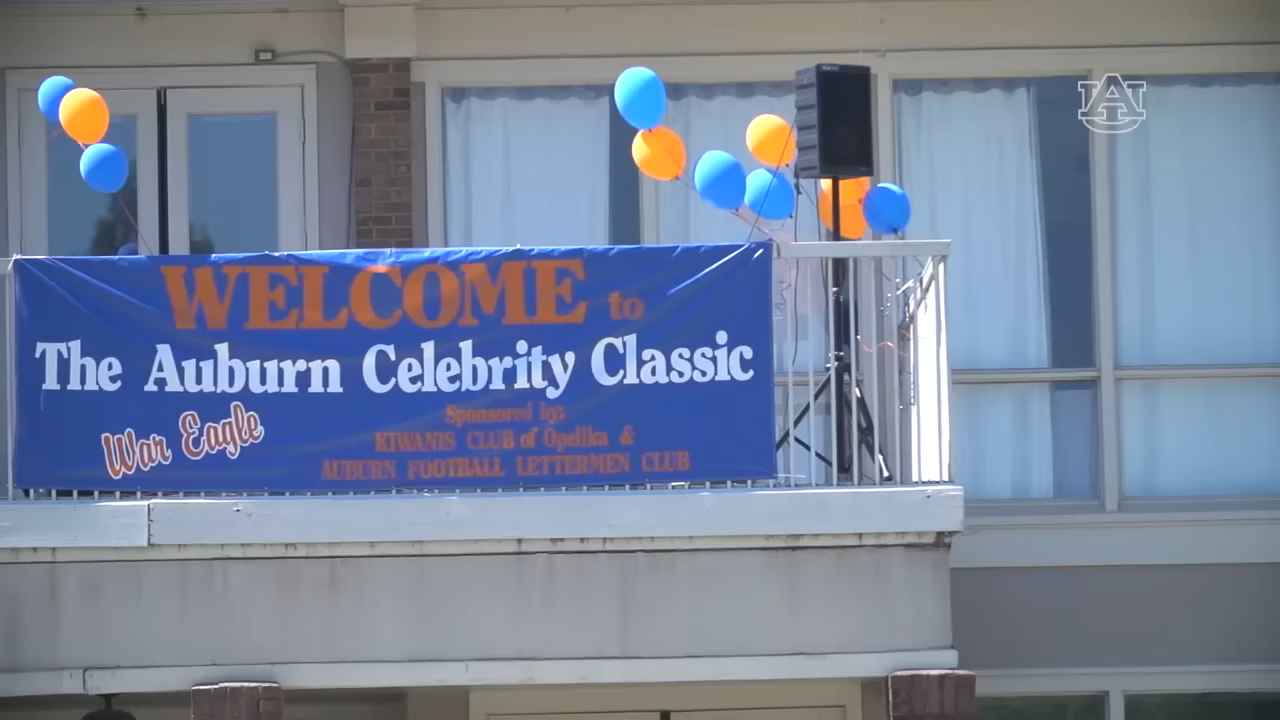 WELCOME to
The Auburn Celebrity Classic
War Eagle
Sponsored by:
KIWANIS CLUB of Opelika &
AUBURN FOOTBALL LETTERMEN CLUB
AU